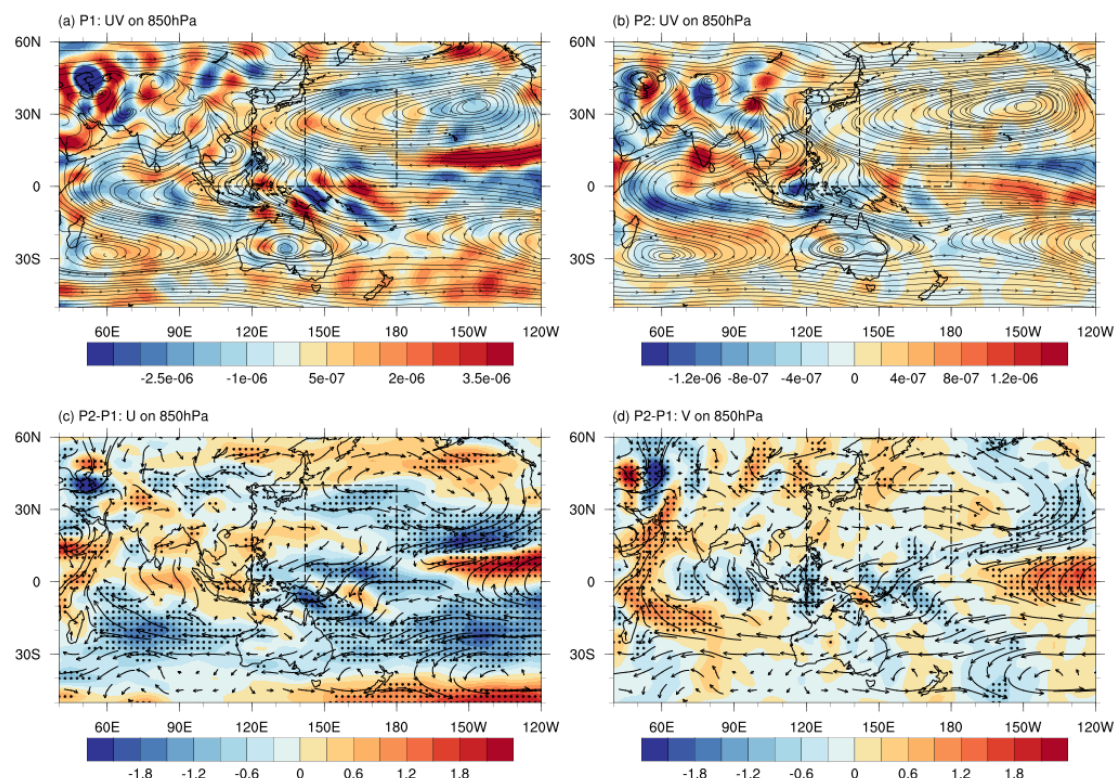 (a) P1: UV on 850hPa
(b) P2: UV on 850hPa
60N
30N
0
30S
60E 90E 120E 150E 180 150W 120W
-2.5e-06 -1e-06 5e-07 2e-06 3.5e-06
60N
30N
0
30S
60E 90E 120E 150E 180 150W 120W
-1.2e-06 -8e-07 -4e-07 0 4e-07 8e-07 1.2e-06
(c) P2-P1: U on 850hPa
(d) P2-P1: V on 850hPa
60N
30N
0
30S
60E 90E 120E 150E 180 150W 120W
-1.8 -1.2 -0.6 0 0.6 1.2 1.8
60N
30N
0
30S
60E 90E 120E 150E 180 150W 120W
-1.8 -1.2 -0.6 0 0.6 1.2 1.8